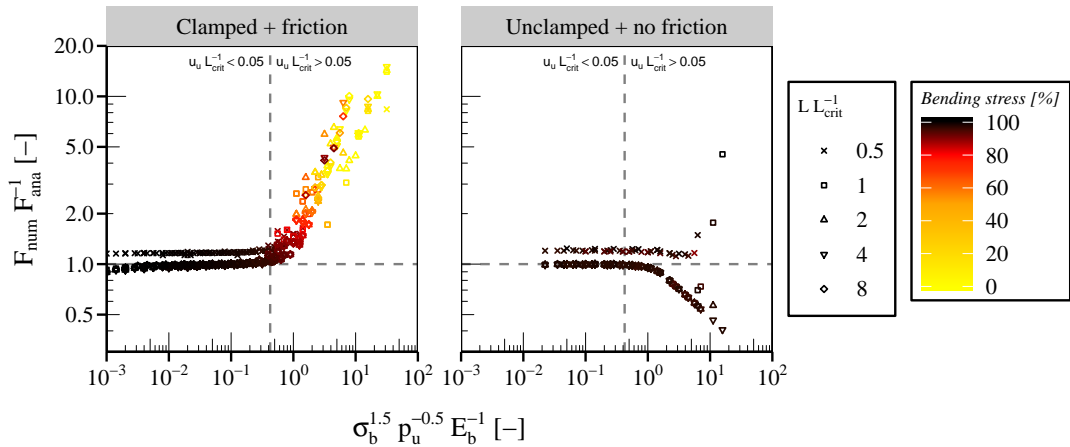 Clamped + friction
Unclamped + no friction
u_u L_crit^-1 < 0.05
u_u L_crit^-1 > 0.05
u_u L_crit^-1 < 0.05
u_u L_crit^-1 > 0.05
F_num F_ana^-1 [−]
20.0
10.0
5.0
2.0
1.0
0.5
10^-3
10^-2
10^-1
10^0
10^1
10^2
10^-3
10^-2
10^-1
10^0
10^1
10^2
σ_b^1.5 p_u^-0.5 E_b^-1 [−]
L L_crit^-1
0.5
1
2
4
8
Bending stress [%]
100
80
60
40
20
0